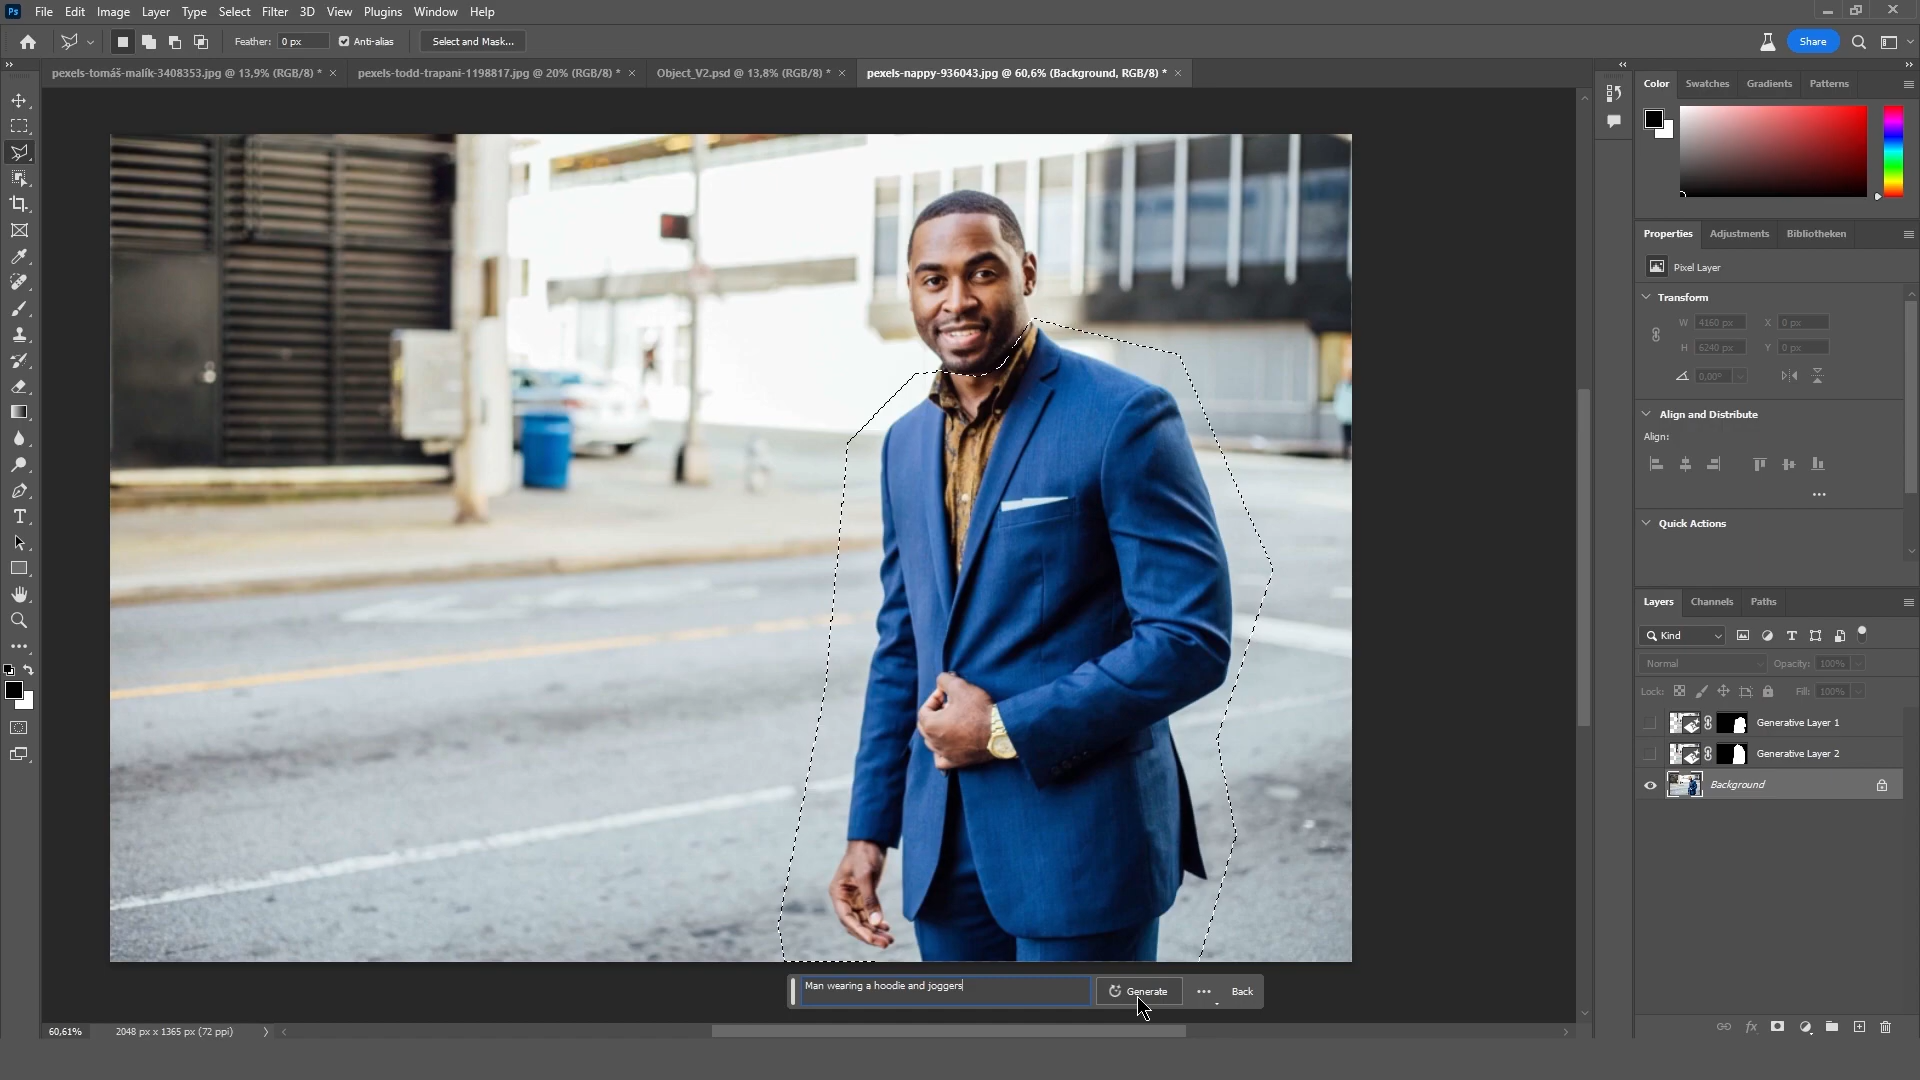 Ps File Edit Image Layer Type Select Filter 3D View Plugins Window Help
Feather: 0 px Anti-alias Select and Mask... Share
pexels-tomáš-malík-3408353.jpg @ 13,9% (RGB/8) * pexels-todd-trapani-1198817.jpg @ 20% (RGB/8) * Object_V2.psd @ 13,8% (RGB/8) * pexels-nappy-936043.jpg @ 60,6% (Background, RGB/8) *
Color Swatches Gradients Patterns
Properties Adjustments Bibliotheken
Pixel Layer
Transform
W 4160 px X 0 px
H 6240 px Y 0 px
0,00°
Align and Distribute
Align:
Quick Actions
Layers Channels Paths
Kind
Normal Opacity: 100%
Lock: Fill: 100%
Generative Layer 1
Generative Layer 2
Background
Man wearing a hoodie and joggers Generate Back
60,61% 2048 px x 1365 px (72 ppi)